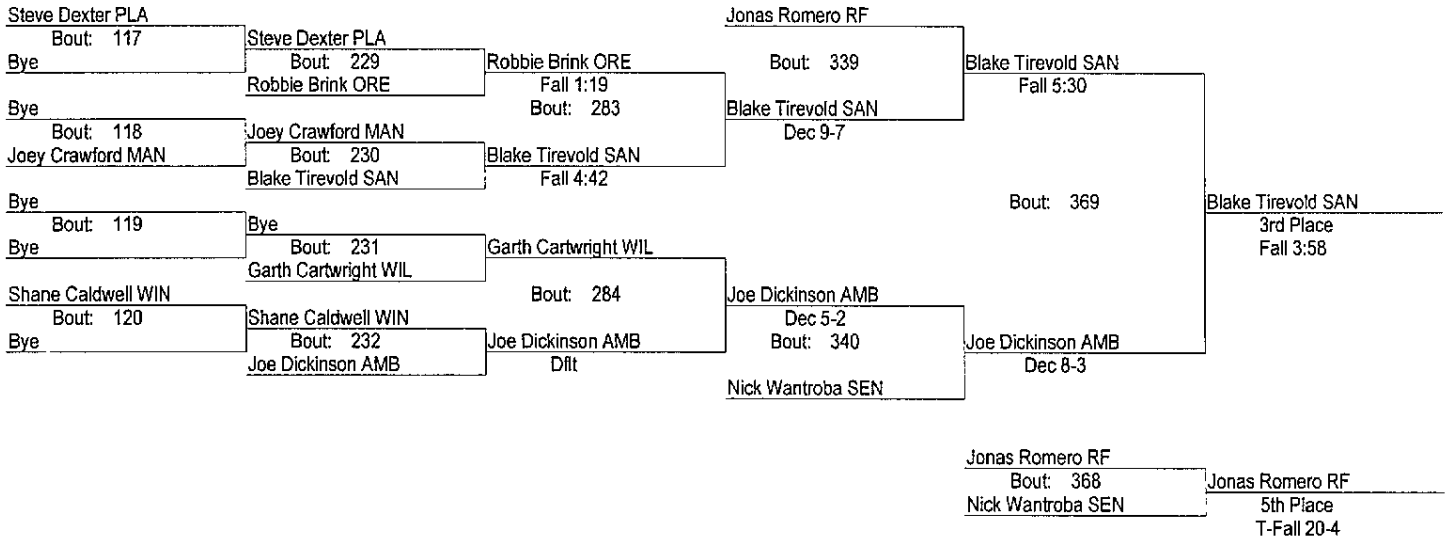 Steve Dexter PLA
Bout: 117
Bye
Steve Dexter PLA
Bout: 229
Robbie Brink ORE
Bye
Bout: 118
Joey Crawford MAN
Joey Crawford MAN
Bout: 230
Blake Tirevold SAN
Bye
Bout: 119
Bye
Bye
Bout: 231
Garth Cartwright WIL
Shane Caldwell WIN
Bout: 120
Bye
Shane Caldwell WIN
Bout: 232
Joe Dickinson AMB
Robbie Brink ORE
Fall 1:19
Bout: 283
Blake Tirevold SAN
Fall 4:42
Garth Cartwright WIL
Bout: 284
Joe Dickinson AMB
Dflt
Jonas Romero RF
Bout: 339
Blake Tirevold SAN
Dec 9-7
Joe Dickinson AMB
Dec 5-2
Bout: 340
Nick Wantroba SEN
Blake Tirevold SAN
Fall 5:30
Bout: 369
Joe Dickinson AMB
Dec 8-3
Blake Tirevold SAN
3rd Place
Fall 3:58
Jonas Romero RF
Bout: 368
Nick Wantroba SEN
Jonas Romero RF
5th Place
T-Fall 20-4